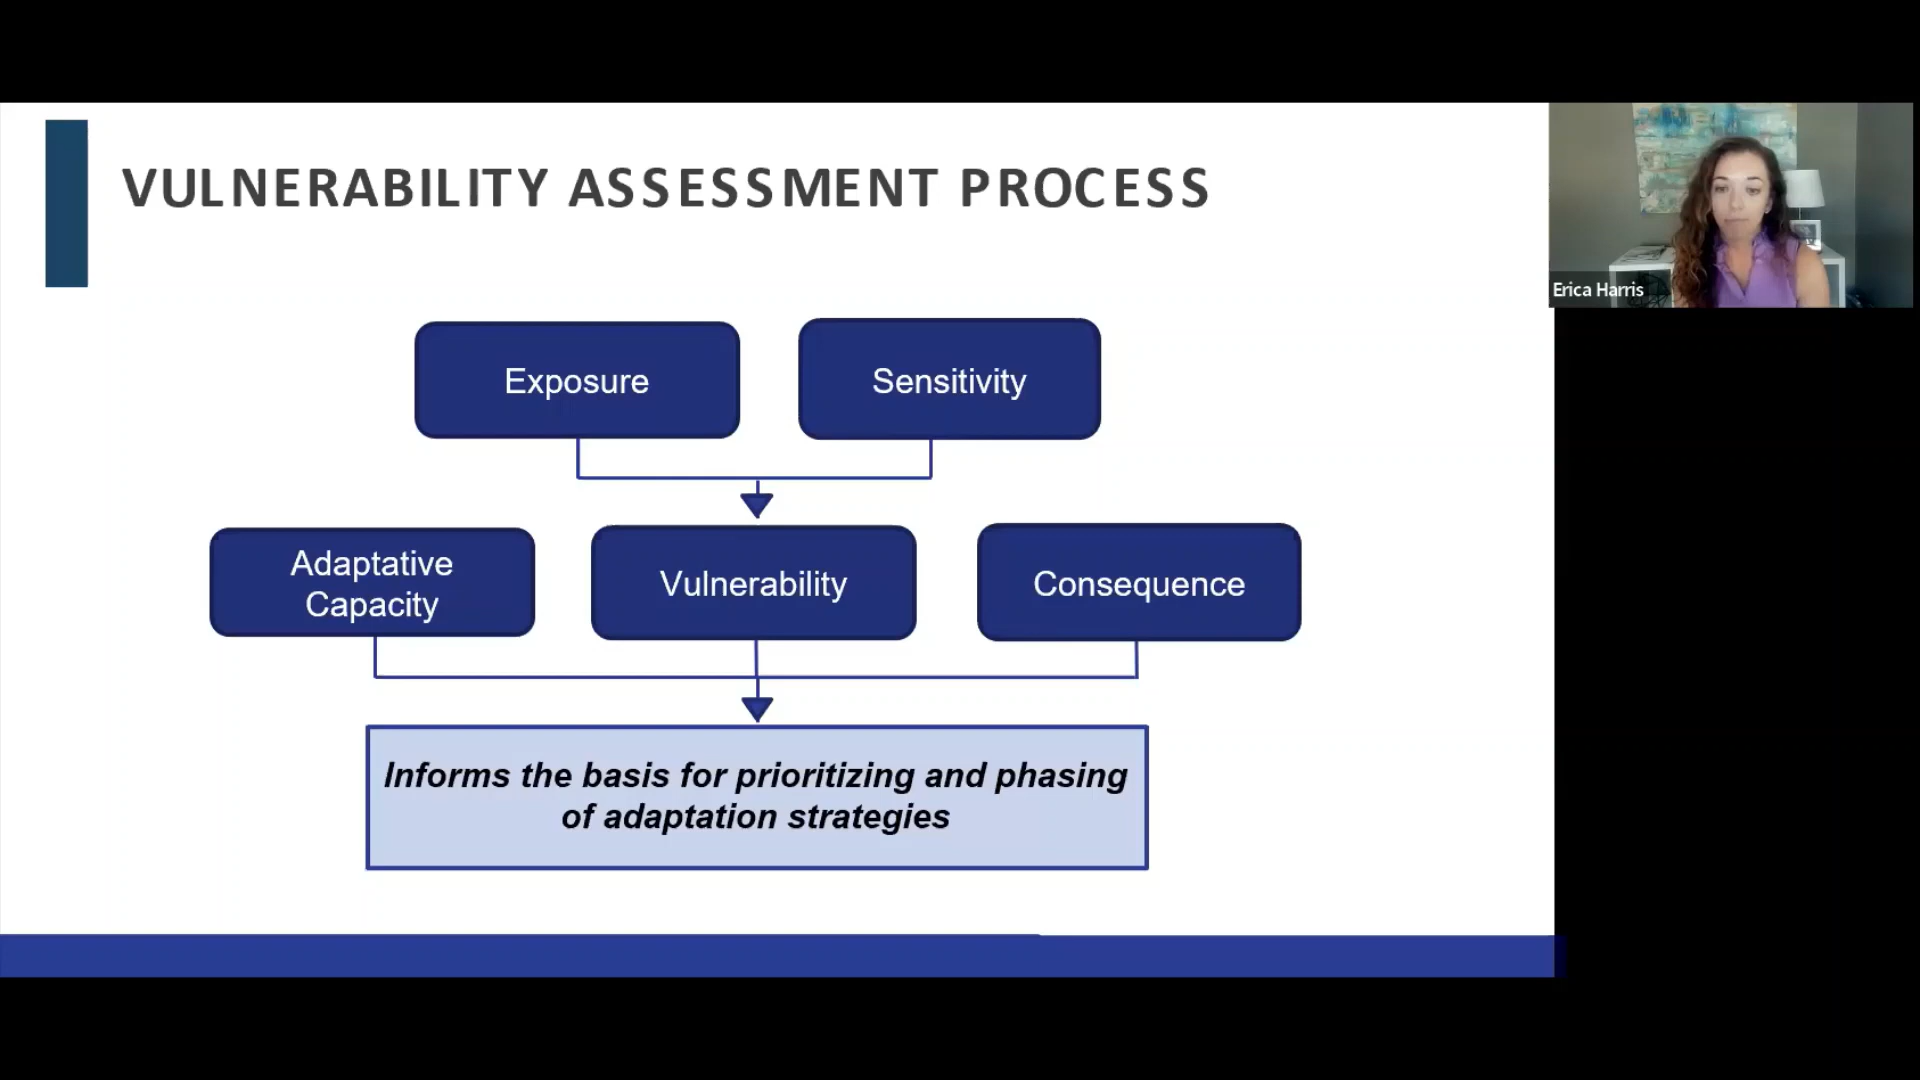 VULNERABILITY ASSESSMENT PROCESS
Erica Harris
Exposure
Sensitivity
Adaptative
Capacity
Vulnerability
Consequence
Informs the basis for prioritizing and phasing
of adaptation strategies